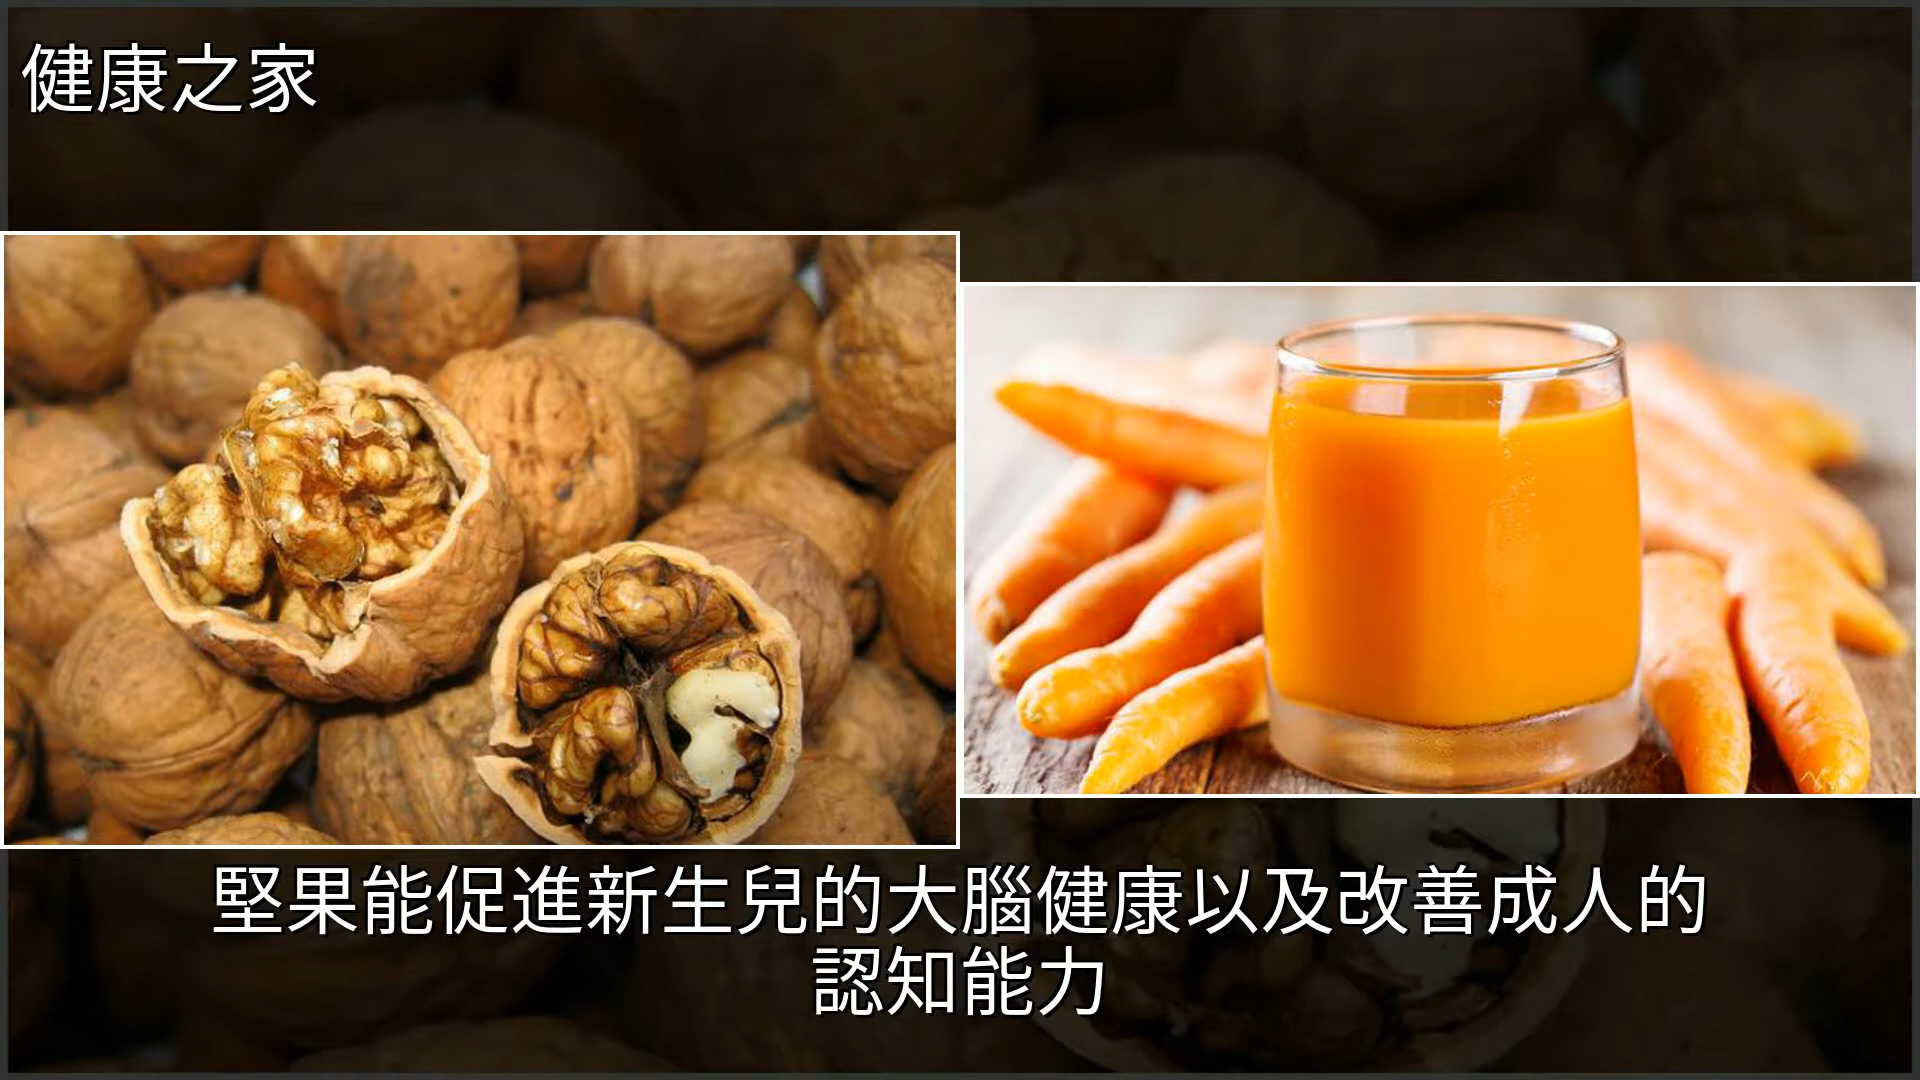 健康之家
堅果能促進新生兒的大腦健康以及改善成人的
認知能力